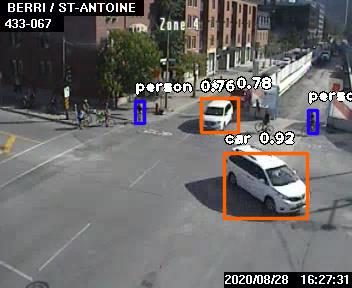 BERRI / ST-ANTOINE
433-067
Zone 4
person 0.76
0.78
perso
car 0.92
2020/08/28 16:27:31